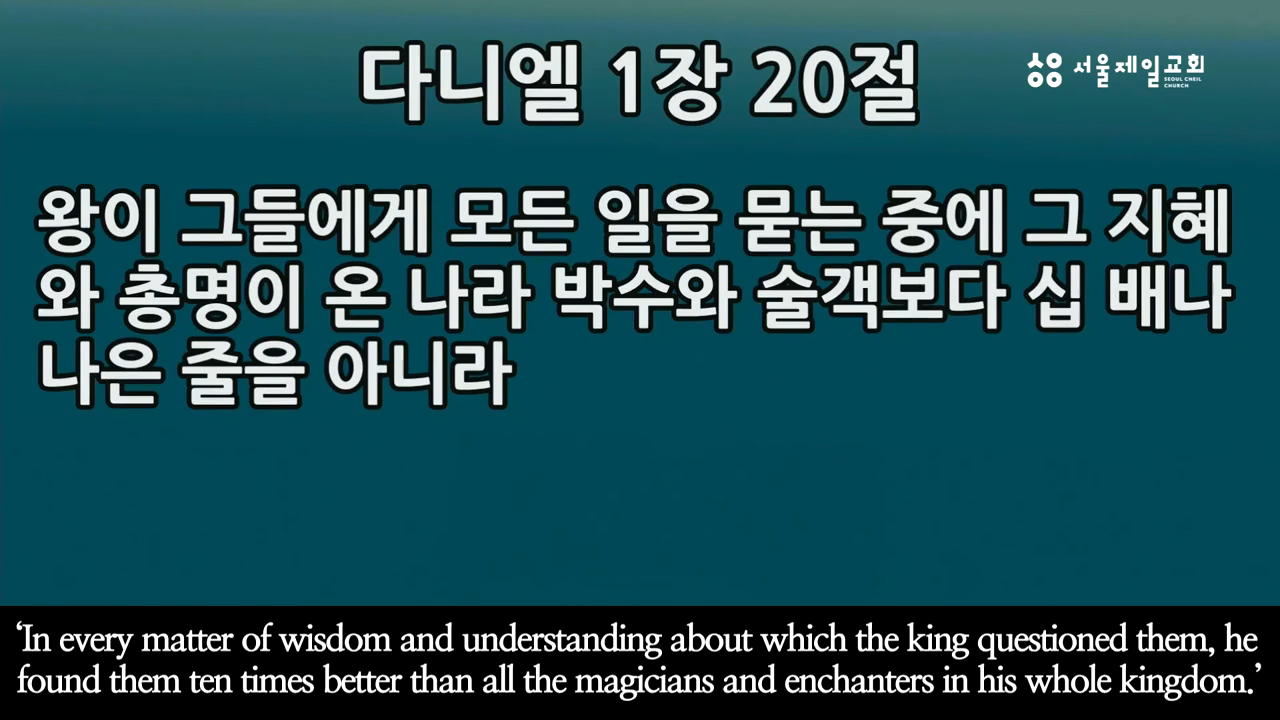 다니엘 1장 20절
서울제일교회
SEOUL CHEIL
CHURCH
왕이 그들에게 모든 일을 묻는 중에 그 지혜
와 총명이 온 나라 박수와 술객보다 십 배나
나은 줄을 아니라
‘In every matter of wisdom and understanding about which the king questioned them, he
found them ten times better than all the magicians and enchanters in his whole kingdom.’